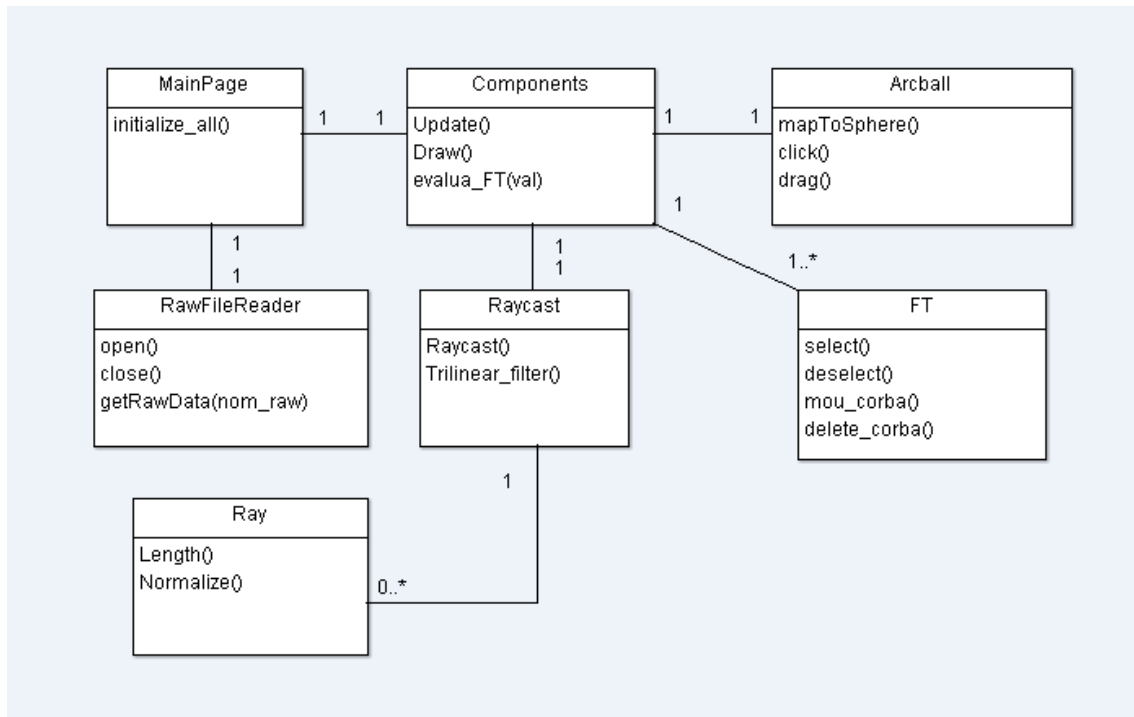 MainPage
initialize_all()
1
1
Components
Update()
Draw()
evalua_FT(val)
1
1
Arcball
mapToSphere()
click()
drag()
1
1
1
1
1
1..*
RawFileReader
open()
close()
getRawData(nom_raw)
Raycast
Raycast()
Trilinear_filter()
FT
select()
deselect()
mou_corba()
delete_corba()
1
0..*
Ray
Length()
Normalize()